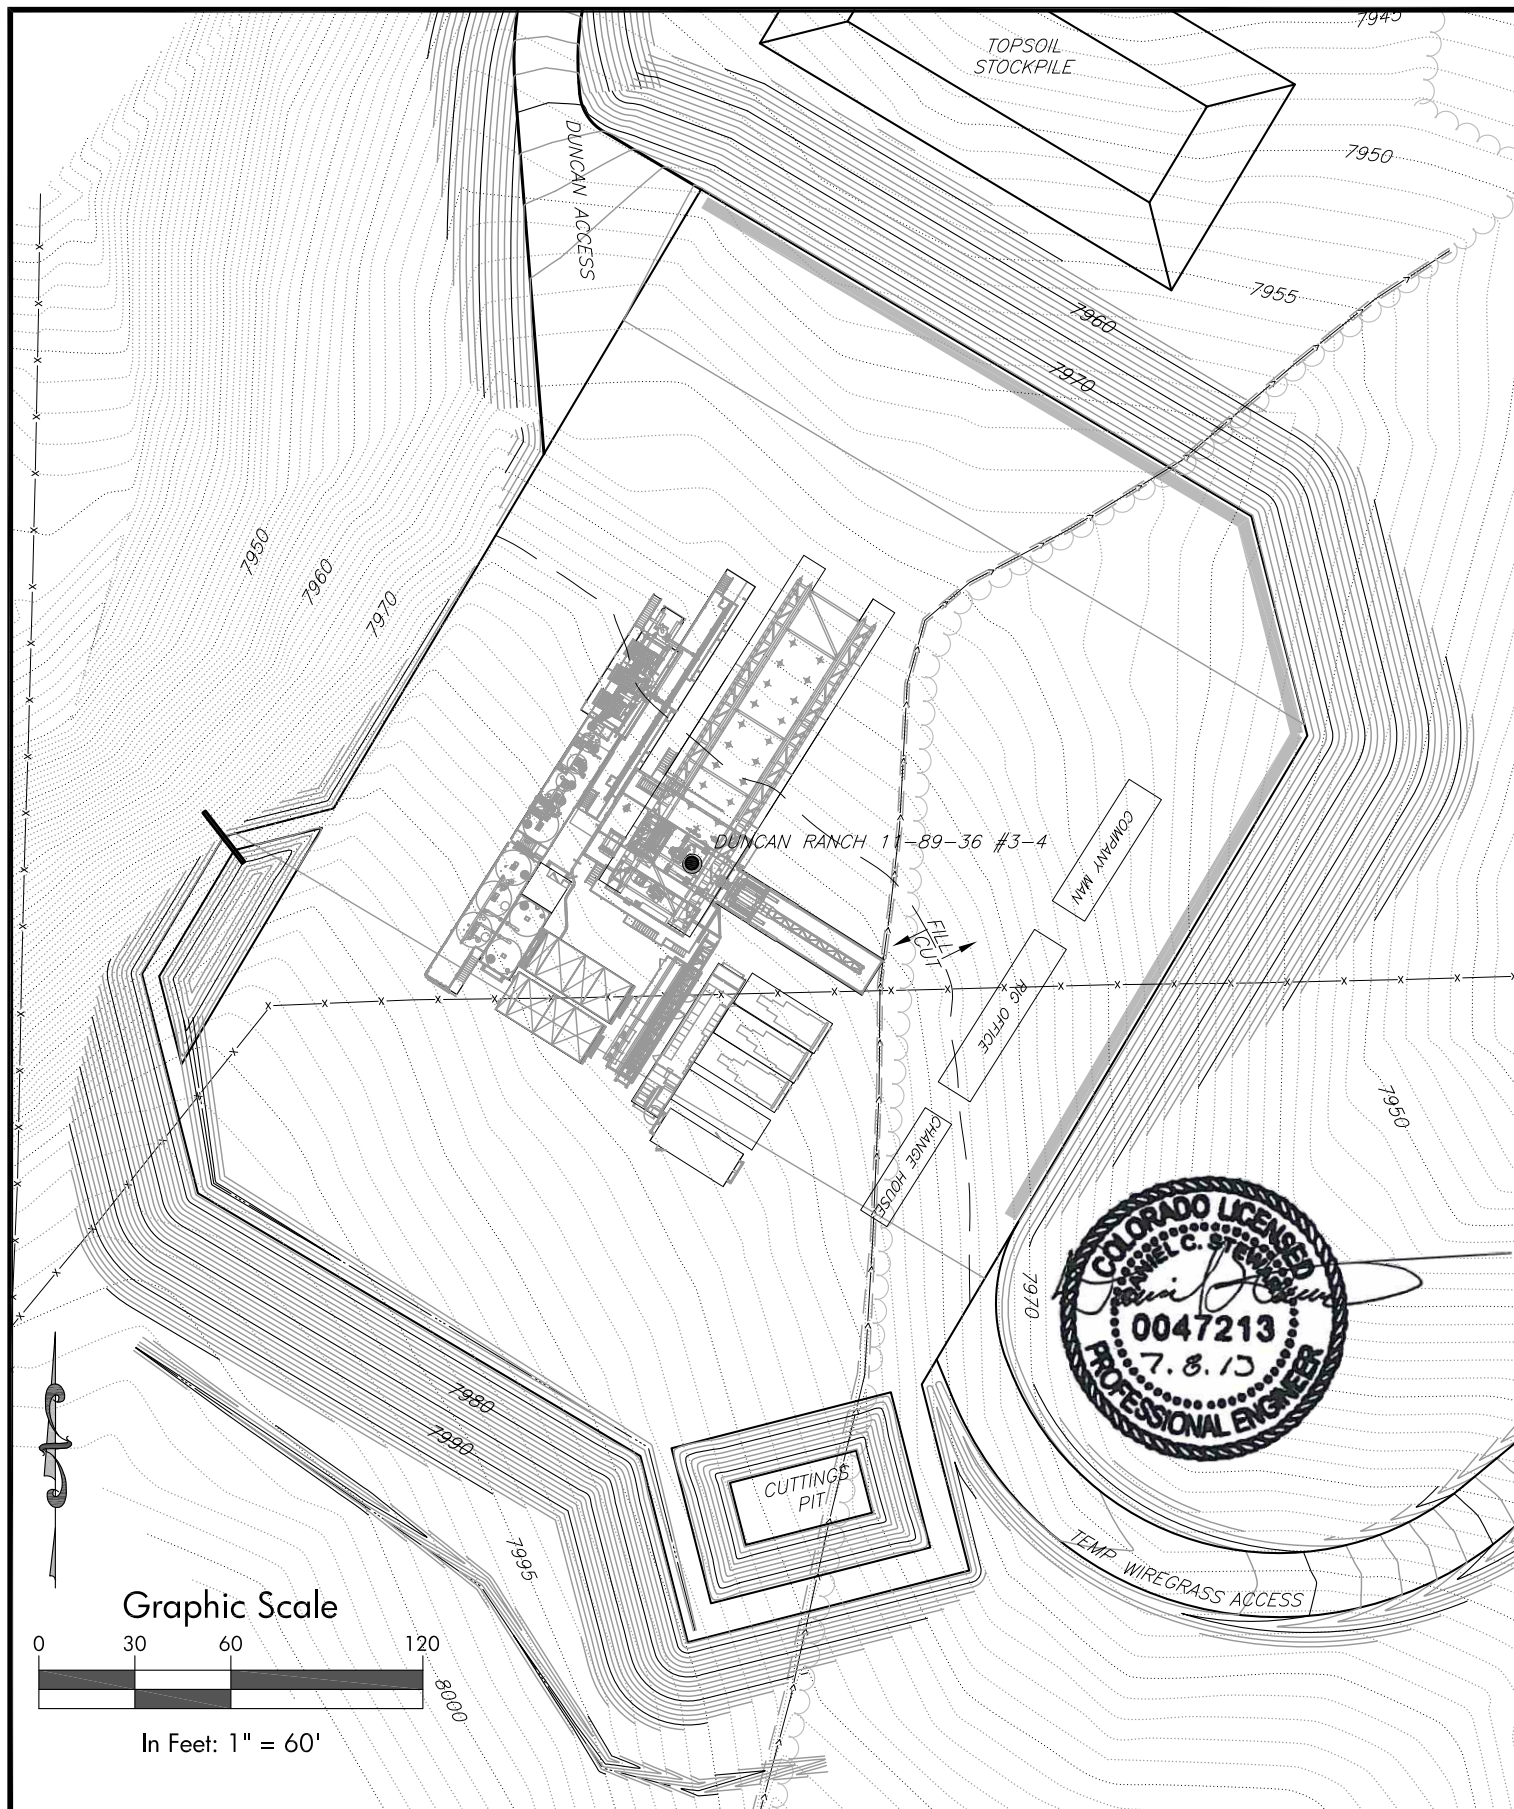 7945
TOPSOIL
STOCKPILE
7950
DUNCAN ACCESS
7955
7960
7970
7950
7960
7970
DUNCAN RANCH 11-89-36 #3-4
COMPANY MAN
FILL
CUT
RIG OFFICE
CHANGE HOUSE
7950
7970
COLORADO LICENSED
DANIEL C. STEWART
0047213
7.8.13
PROFESSIONAL ENGINEER
7980
7990
CUTTINGS
PIT
7995
TEMP WIREGRASS ACCESS
Graphic Scale
0 30 60 120
8000
In Feet: 1" = 60'